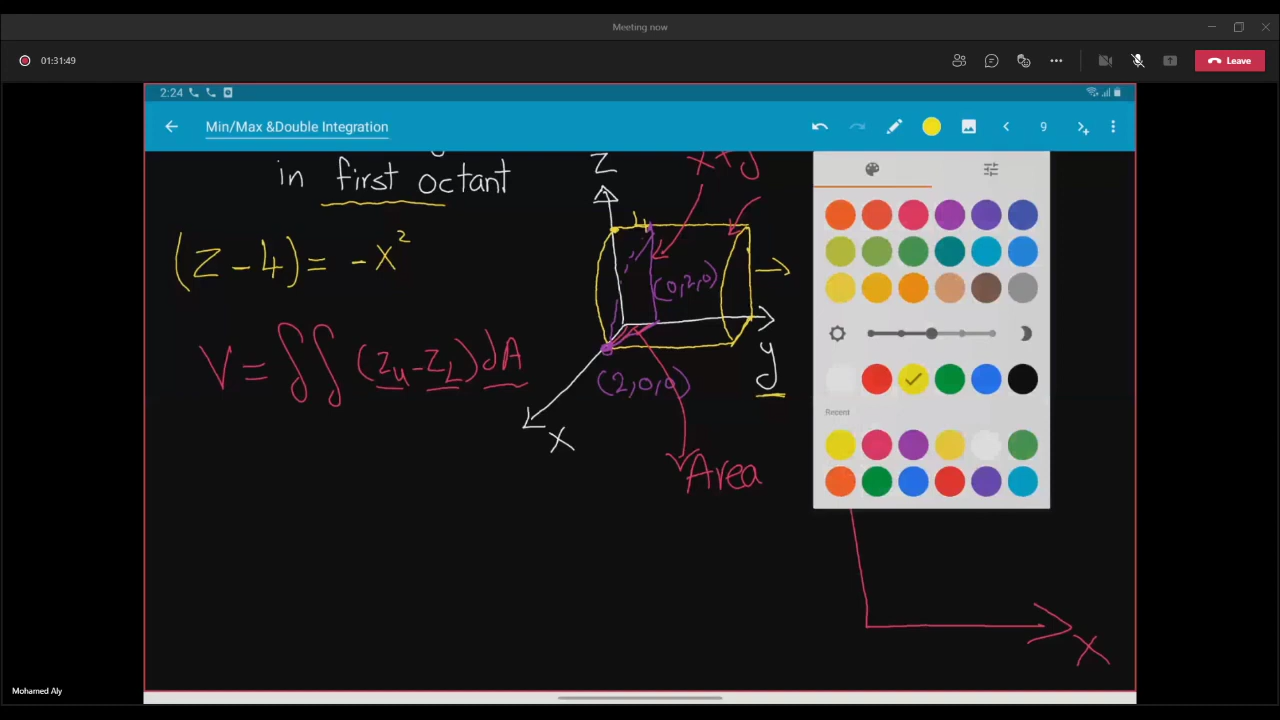 Meeting now
01:31:49
Leave
2:24
Min/Max &Double Integration
9
in first octant
Z
x+y
4
(Z - 4) = -X²
(0,2,0)
V = ∬ (Zu - ZL) dA
(2,0,0)
y
X
Area
Recent
X
Mohamed Aly